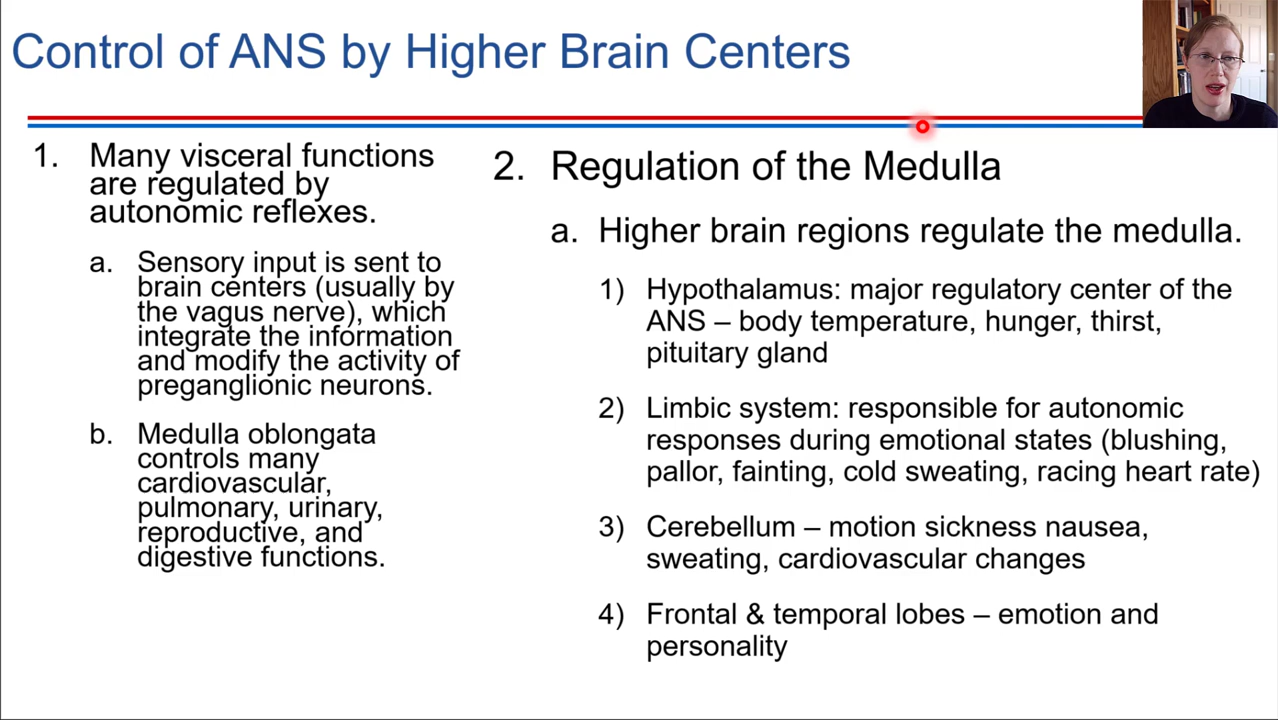 Control of ANS by Higher Brain Centers
1. Many visceral functions
are regulated by
autonomic reflexes.
a. Sensory input is sent to
brain centers (usually by
the vagus nerve), which
integrate the information
and modify the activity of
preganglionic neurons.
b. Medulla oblongata
controls many
cardiovascular,
pulmonary, urinary,
reproductive, and
digestive functions.
2. Regulation of the Medulla
a. Higher brain regions regulate the medulla.
1) Hypothalamus: major regulatory center of the
ANS – body temperature, hunger, thirst,
pituitary gland
2) Limbic system: responsible for autonomic
responses during emotional states (blushing,
pallor, fainting, cold sweating, racing heart rate)
3) Cerebellum – motion sickness nausea,
sweating, cardiovascular changes
4) Frontal & temporal lobes – emotion and
personality